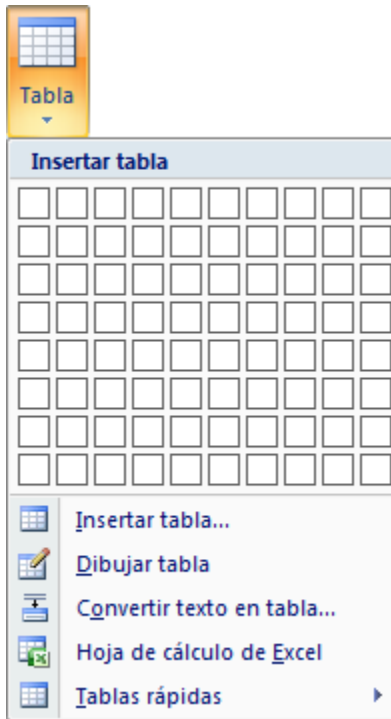 Tabla
Insertar tabla
Insertar tabla...
Dibujar tabla
Convertir texto en tabla...
Hoja de cálculo de Excel
Tablas rápidas